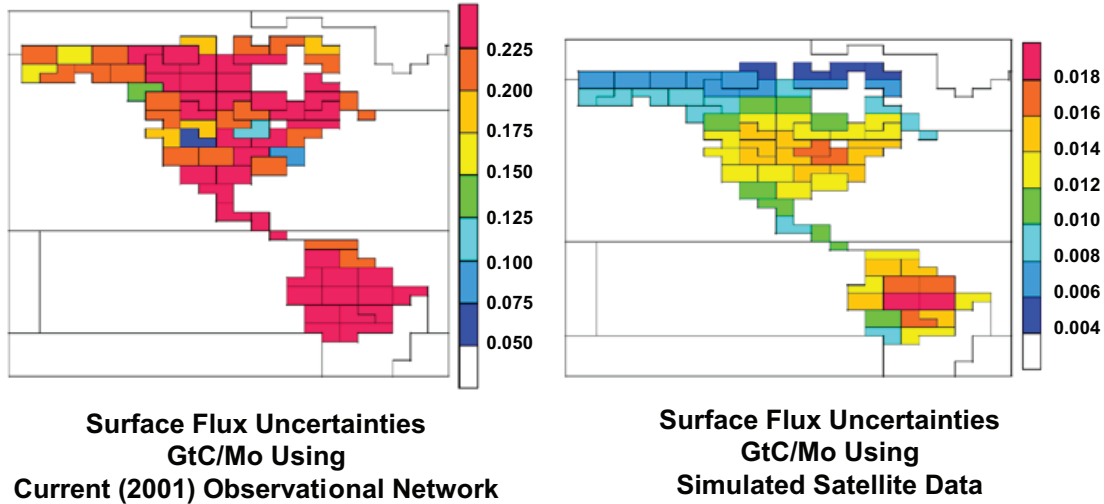 0.225
0.200
0.175
0.150
0.125
0.100
0.075
0.050
Surface Flux Uncertainties
GtC/Mo Using
Current (2001) Observational Network
0.018
0.016
0.014
0.012
0.010
0.008
0.006
0.004
Surface Flux Uncertainties
GtC/Mo Using
Simulated Satellite Data